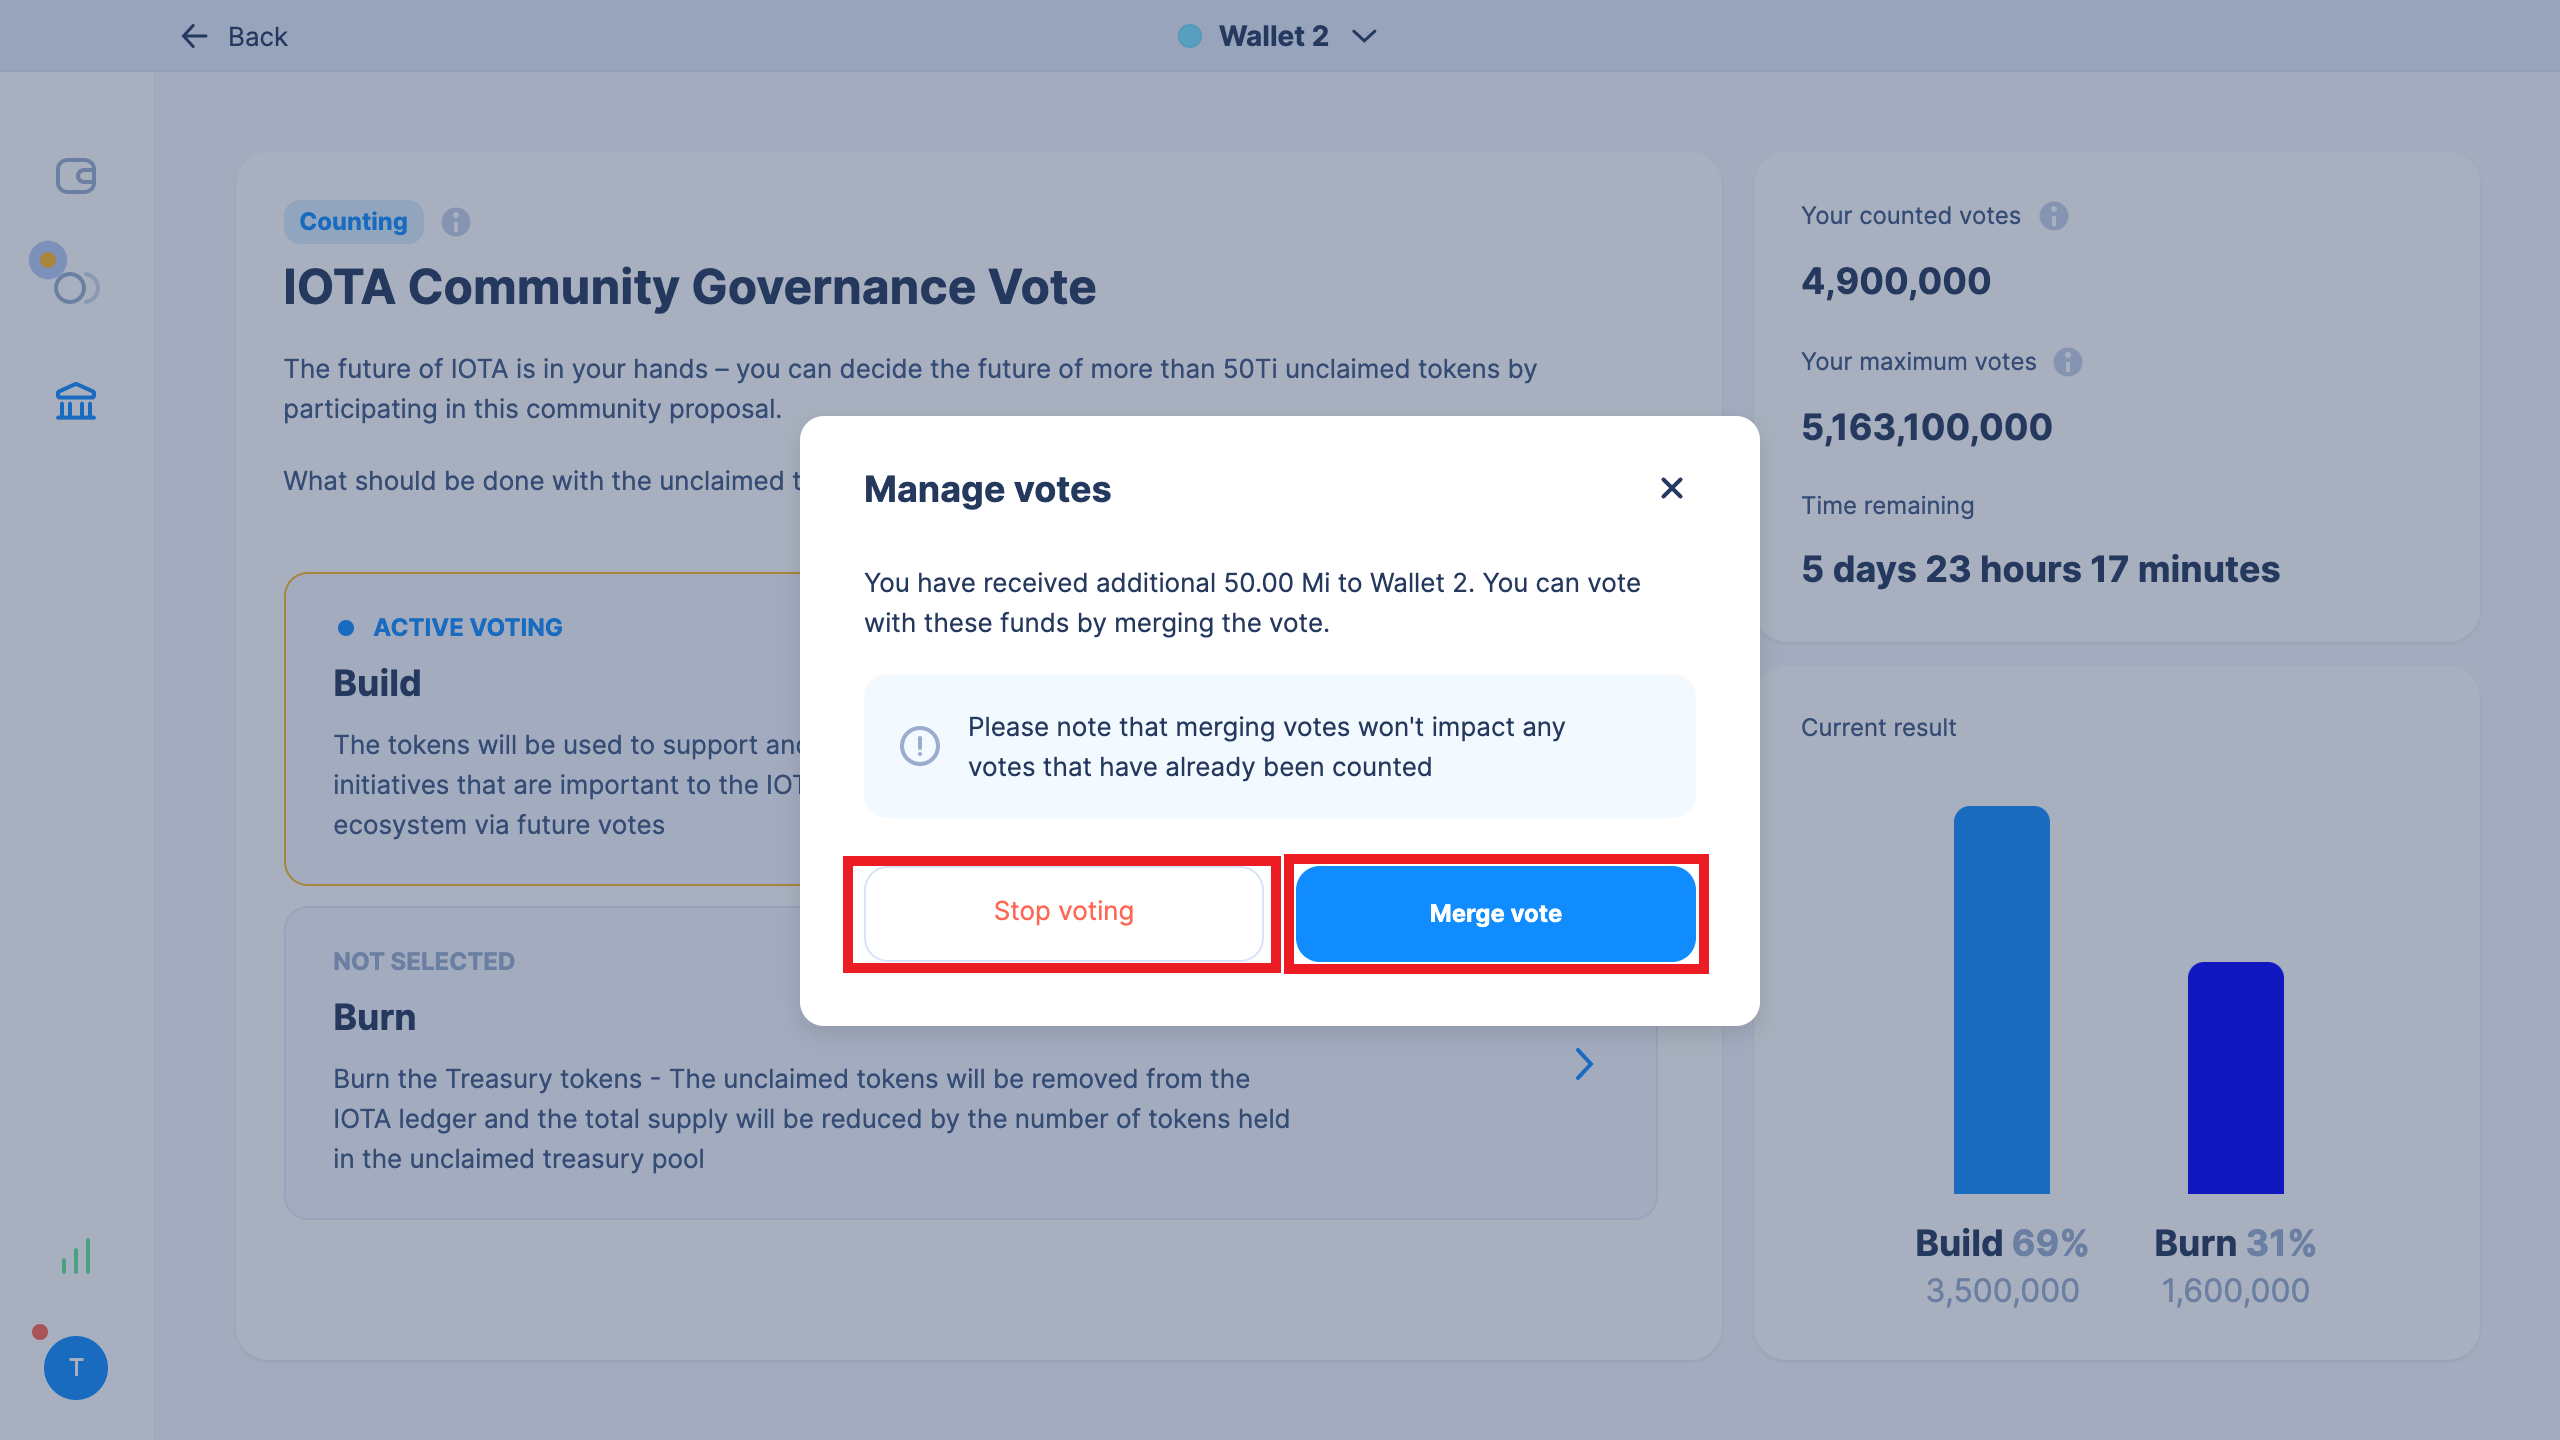 Back
Wallet 2
Counting
IOTA Community Governance Vote
The future of IOTA is in your hands – you can decide the future of more than 50Ti unclaimed tokens by
participating in this community proposal.
What should be done with the unclaimed t
ACTIVE VOTING
Build
The tokens will be used to support and
initiatives that are important to the IOT
ecosystem via future votes
NOT SELECTED
Burn
Burn the Treasury tokens - The unclaimed tokens will be removed from the
IOTA ledger and the total supply will be reduced by the number of tokens held
in the unclaimed treasury pool
Manage votes
You have received additional 50.00 Mi to Wallet 2. You can vote
with these funds by merging the vote.
Please note that merging votes won't impact any
votes that have already been counted
Stop voting
Merge vote
Your counted votes
4,900,000
Your maximum votes
5,163,100,000
Time remaining
5 days 23 hours 17 minutes
Current result
Build 69%
3,500,000
Burn 31%
1,600,000
T